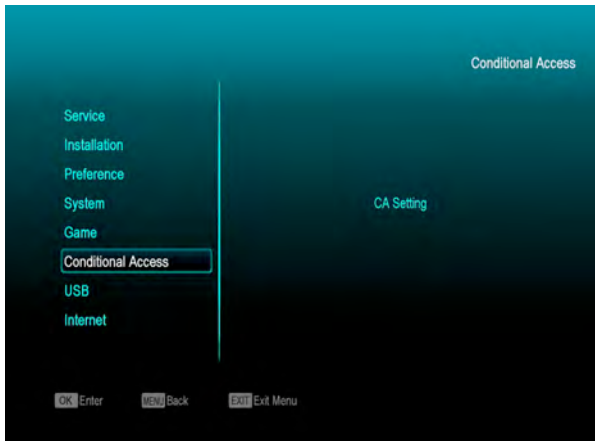 Conditional Access
Service
Installation
Preference
System
CA Setting
Game
Conditional Access
USB
Internet
OK Enter MENU Back EXIT Exit Menu